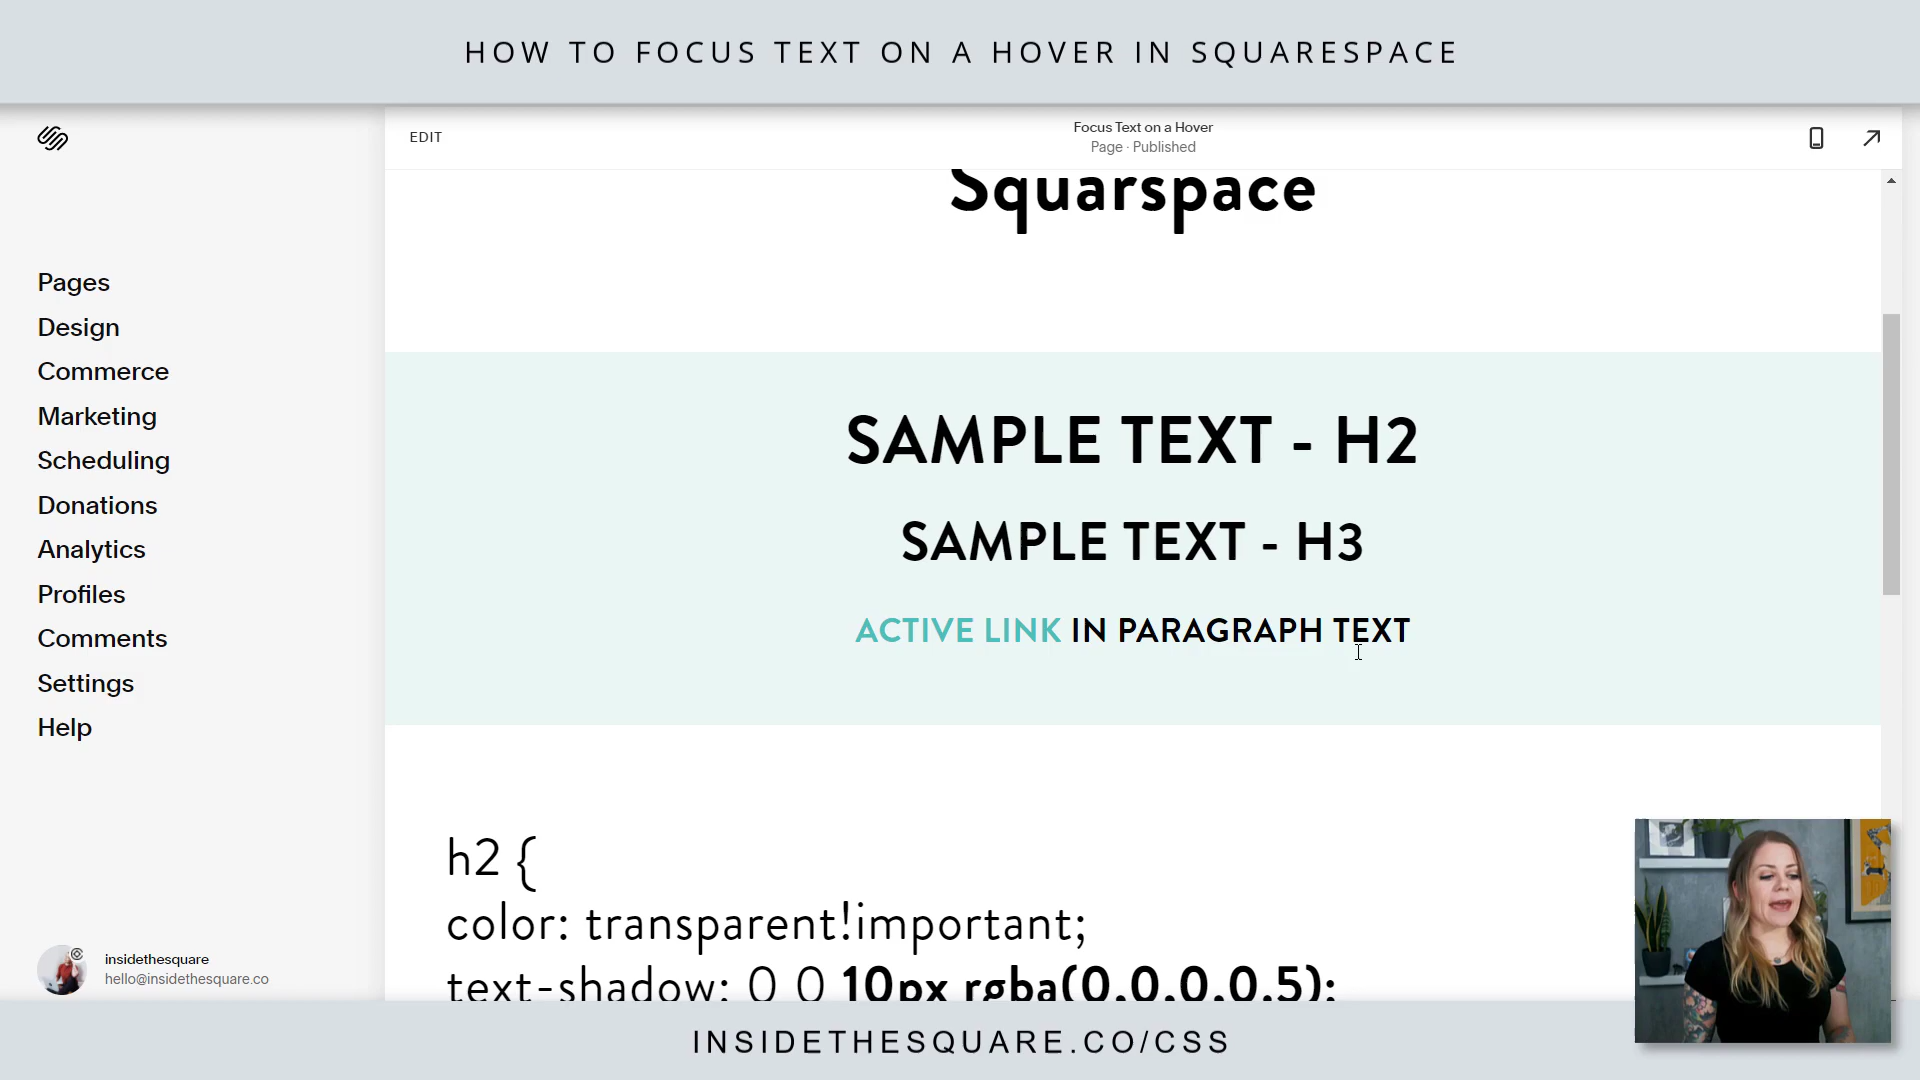 HOW TO FOCUS TEXT ON A HOVER IN SQUARESPACE
EDIT
Focus Text on a Hover
Page · Published
Squarspace
Pages
Design
Commerce
Marketing
Scheduling
Donations
Analytics
Profiles
Comments
Settings
Help
SAMPLE TEXT - H2
SAMPLE TEXT - H3
ACTIVE LINK IN PARAGRAPH TEXT
h2 {
color: transparent!important;
text-shadow: 0 0 10px rgba(0,0,0,0.5);
insidethesquare
hello@insidethesquare.co
INSIDETHESQUARE.CO/CSS